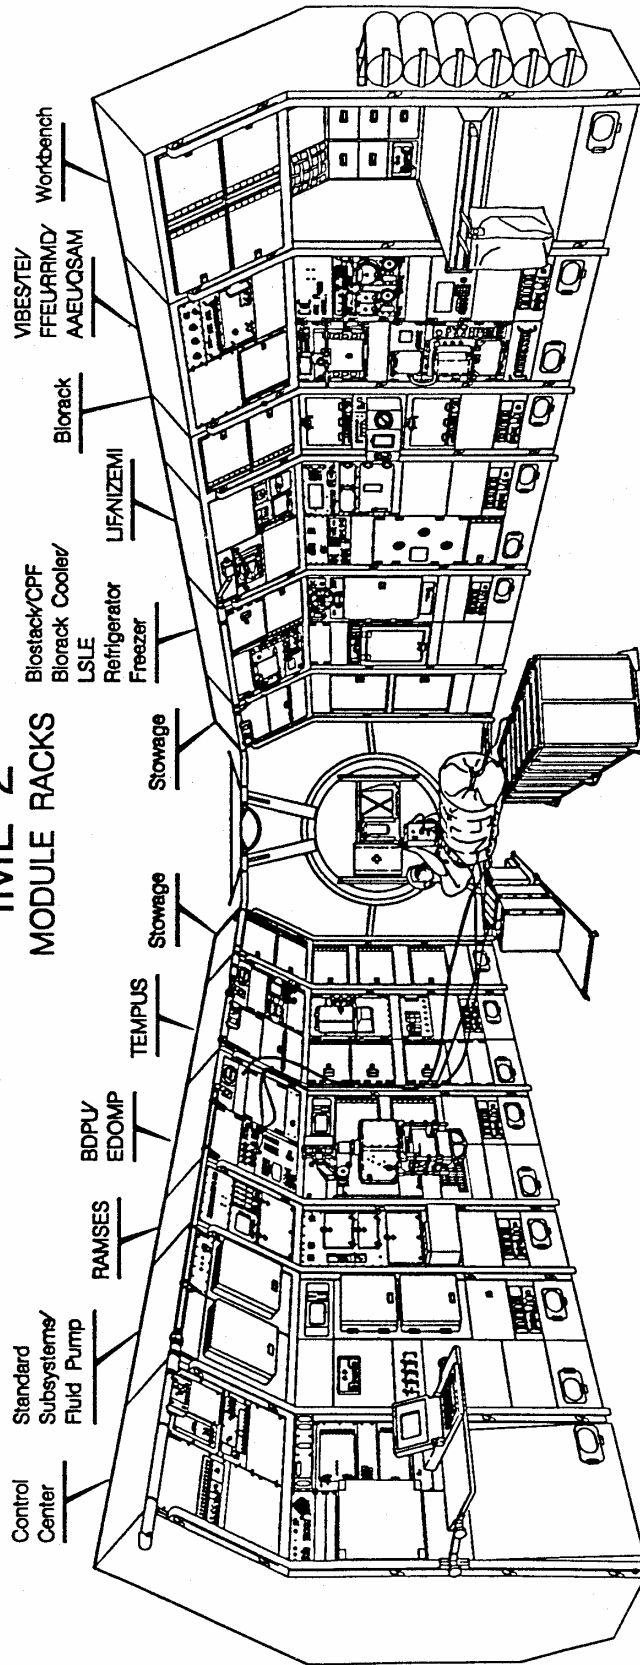 IML 2
MODULE RACKS
Control
Center
Standard
Subsystems/
Fluid Pump
RAMSES
BDPU/
EDOMP
TEMPUS
Stowage
Stowage
Biostack/CPF
Biorack Cooler/
LSLE
Refrigerator
Freezer
LIF/NIZEMI
Biorack
VIBES/TEI/
FFEU/RRMD/
AAEU/QSAM
Workbench